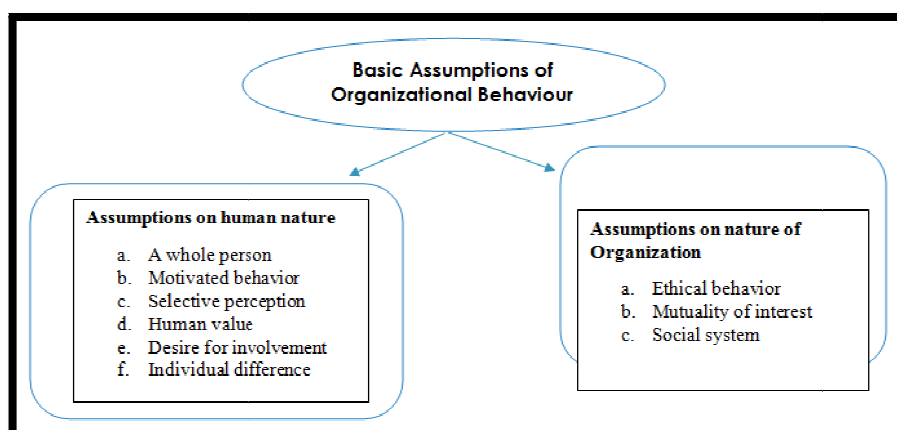 Basic Assumptions of
Organizational Behaviour
Assumptions on human nature
a. A whole person
b. Motivated behavior
c. Selective perception
d. Human value
e. Desire for involvement
f. Individual difference
Assumptions on nature of
Organization
a. Ethical behavior
b. Mutuality of interest
c. Social system